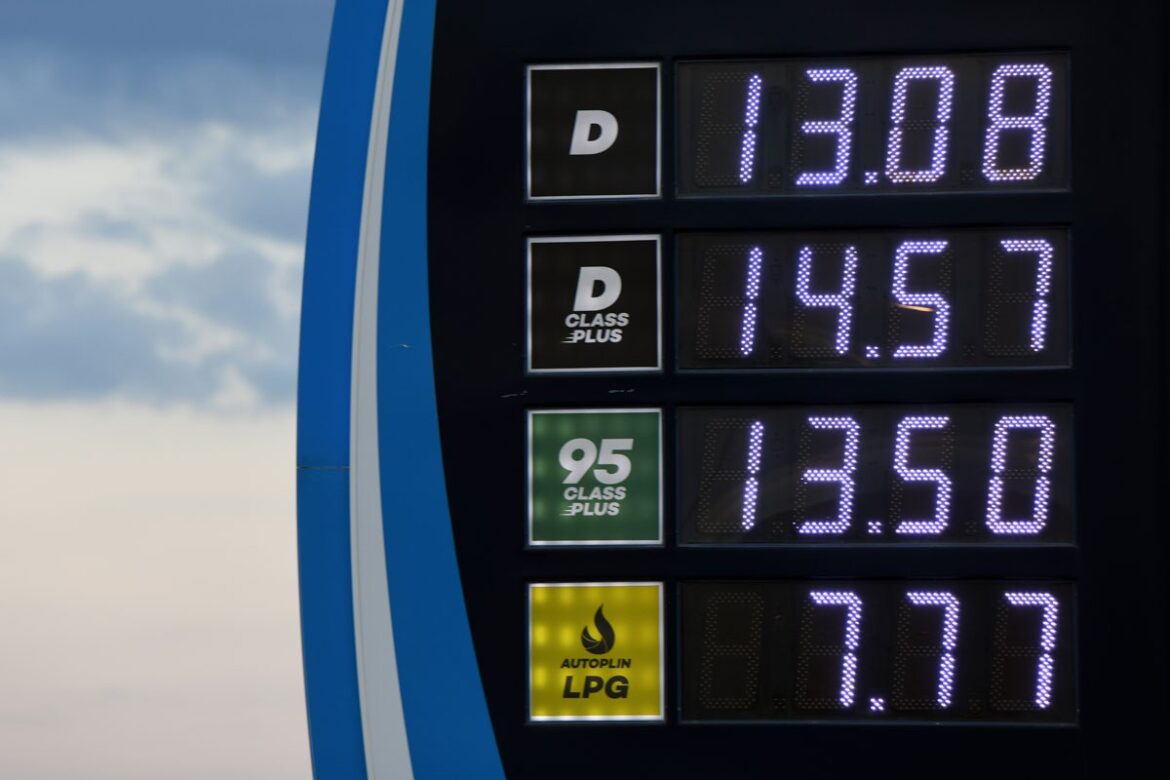 D
13.08
D
CLASS
PLUS
14.57
95
CLASS
PLUS
13.50
AUTOPLIN
LPG
7.77